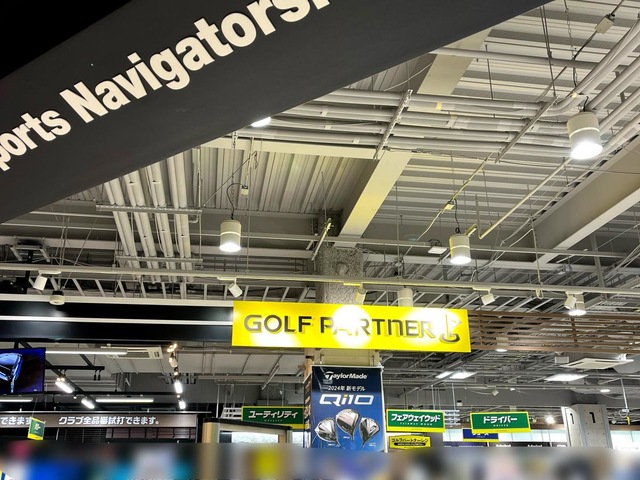 ports Navigators
GOLF PARTNER
TaylorMade
2024年 新モデル
Qi10
ユーティリティ
フェアウェイウッド
ドライバー
できます。
クラブ全品番試打できます。
1